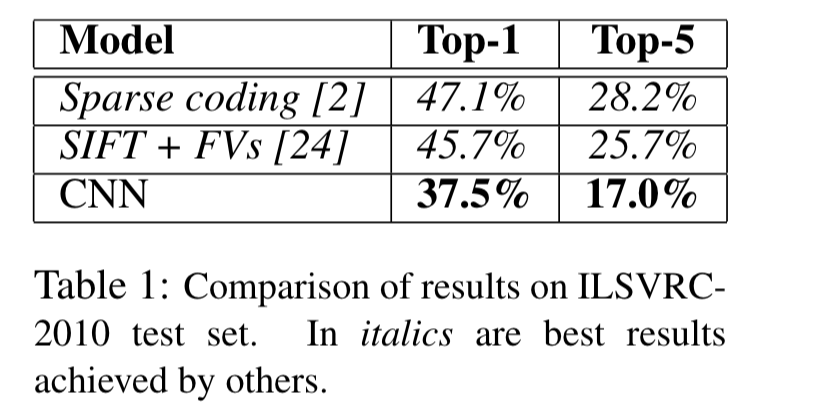 Model Top-1 Top-5
Sparse coding [2] 47.1% 28.2%
SIFT + FVs [24] 45.7% 25.7%
CNN 37.5% 17.0%
Table 1: Comparison of results on ILSVRC-
2010 test set. In italics are best results
achieved by others.